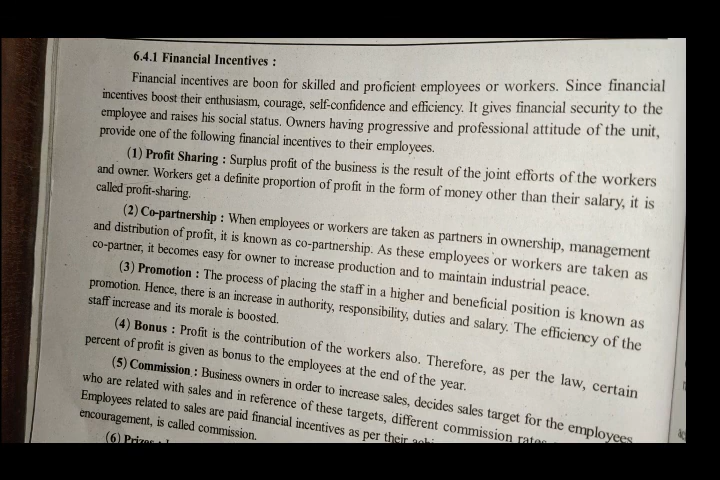 6.4.1 Financial Incentives :
Financial incentives are boon for skilled and proficient employees or workers. Since financial
incentives boost their enthusiasm, courage, self-confidence and efficiency. It gives financial security to the
employee and raises his social status. Owners having progressive and professional attitude of the unit,
provide one of the following financial incentives to their employees.
(1) Profit Sharing : Surplus profit of the business is the result of the joint efforts of the workers
and owner. Workers get a definite proportion of profit in the form of money other than their salary, it is
called profit-sharing.
(2) Co-partnership : When employees or workers are taken as partners in ownership, management
and distribution of profit, it is known as co-partnership. As these employees or workers are taken as
co-partner, it becomes easy for owner to increase production and to maintain industrial peace.
(3) Promotion : The process of placing the staff in a higher and beneficial position is known as
promotion. Hence, there is an increase in authority, responsibility, duties and salary. The efficiency of the
staff increase and its morale is boosted.
(4) Bonus : Profit is the contribution of the workers also. Therefore, as per the law, certain
percent of profit is given as bonus to the employees at the end of the year.
(5) Commission : Business owners in order to increase sales, decides sales target for the employees
who are related with sales and in reference of these targets, different commission rates
Employees related to sales are paid financial incentives as per their
encouragement, is called commission.
(6) Prizes :